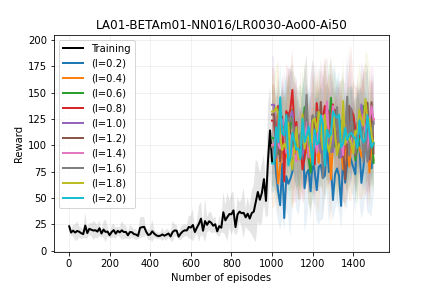 LA01-BETAm01-NN016/LR0030-Ao00-Ai50
200
175
150
125
100
75
50
25
0
Reward
Training
(l=0.2)
(l=0.4)
(l=0.6)
(l=0.8)
(l=1.0)
(l=1.2)
(l=1.4)
(l=1.6)
(l=1.8)
(l=2.0)
0 200 400 600 800 1000 1200 1400
Number of episodes